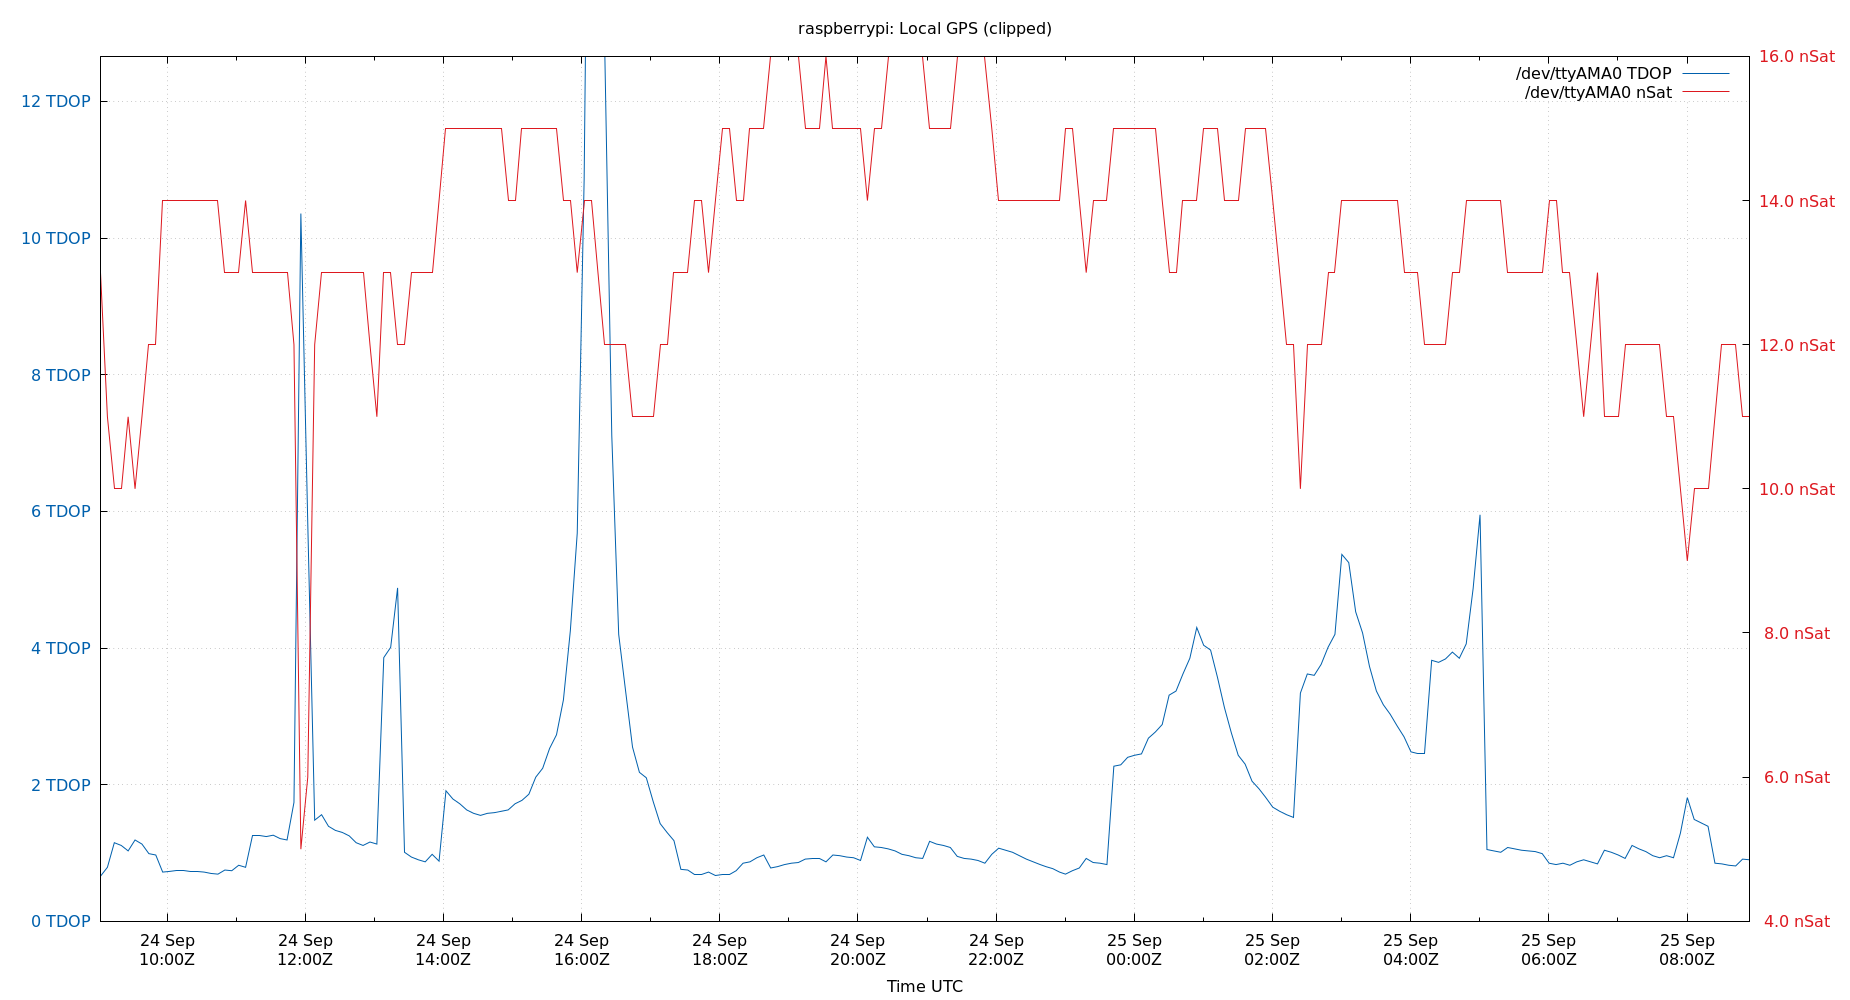 raspberrypi: Local GPS (clipped)
/dev/ttyAMA0 TDOP
/dev/ttyAMA0 nSat
12 TDOP
10 TDOP
8 TDOP
6 TDOP
4 TDOP
2 TDOP
0 TDOP
16.0 nSat
14.0 nSat
12.0 nSat
10.0 nSat
8.0 nSat
6.0 nSat
4.0 nSat
24 Sep 24 Sep 24 Sep 24 Sep 24 Sep 24 Sep 24 Sep 25 Sep 25 Sep 25 Sep 25 Sep 25 Sep
10:00Z 12:00Z 14:00Z 16:00Z 18:00Z 20:00Z 22:00Z 00:00Z 02:00Z 04:00Z 06:00Z 08:00Z
Time UTC